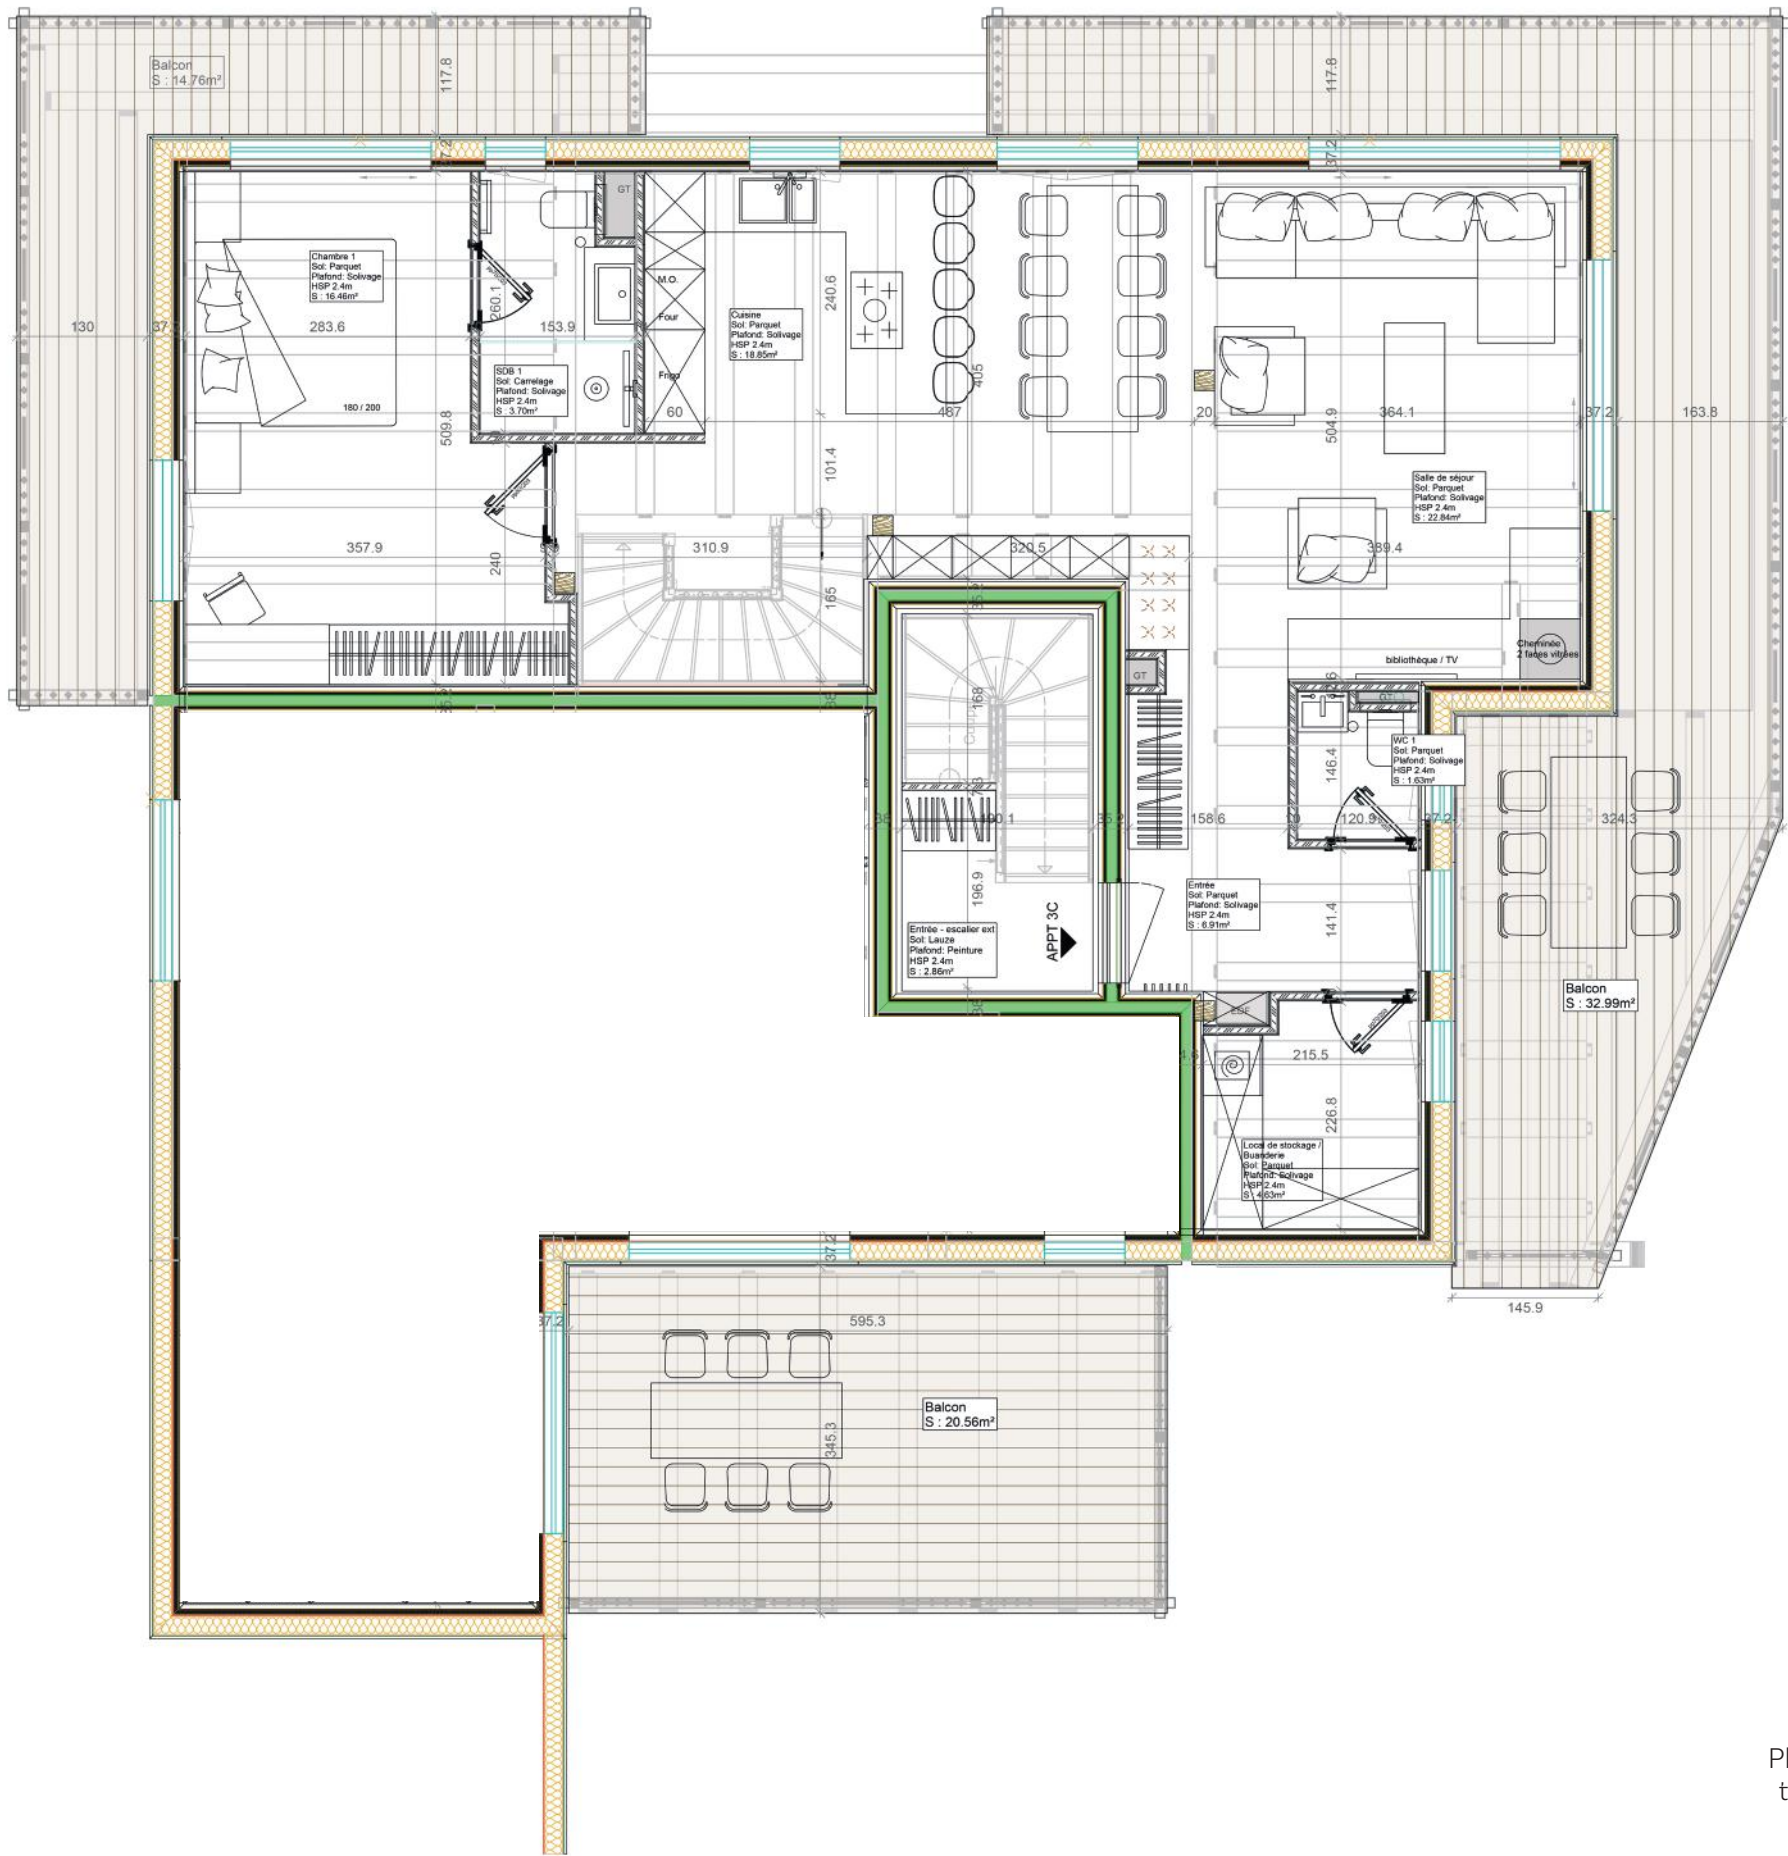 Balcon
S : 14.76m²
117.8
117.8
37.2
37.2
GT
Chambre 1
Sol: Parquet
Plafond: Solivage
HSP 2.4m
S : 16.46m²
M.O.
Four
Frigo
Cuisine
Sol: Parquet
Plafond: Solivage
HSP 2.4m
S : 18.85m²
260.1
240.6
130
283.6
153.9
SDB 1
Sol: Carrelage
Plafond: Solivage
HSP 2.4m
S : 3.70m²
405
180 / 200
60
487
20
364.1
37.2
163.8
509.8
504.9
101.4
Salle de séjour
Sol: Parquet
Plafond: Solivage
HSP 2.4m
S : 22.84m²
357.9
310.9
320.5
389.4
240
165
Cheminée
2 faces vitrées
bibliothèque / TV
GT
GT
168
WC 1
Sol: Parquet
Plafond: Solivage
HSP 2.4m
S : 1.63m²
146.4
38
190.1
35.2
158.6
10
120.9
37.2
324.3
196.9
Entrée
Sol: Parquet
Plafond: Solivage
HSP 2.4m
S : 6.91m²
141.4
Entrée - escalier ext
Sol: Lauze
Plafond: Peinture
HSP 2.4m
S : 2.86m²
APPT 3C
Balcon
S : 32.99m²
EDF
38
215.5
226.8
Local de stockage /
Buanderie
Sol: Parquet
Plafond: Solivage
HSP 2.4m
S : 4.63m²
37.2
145.9
37.2
595.3
Balcon
S : 20.56m²
345.3